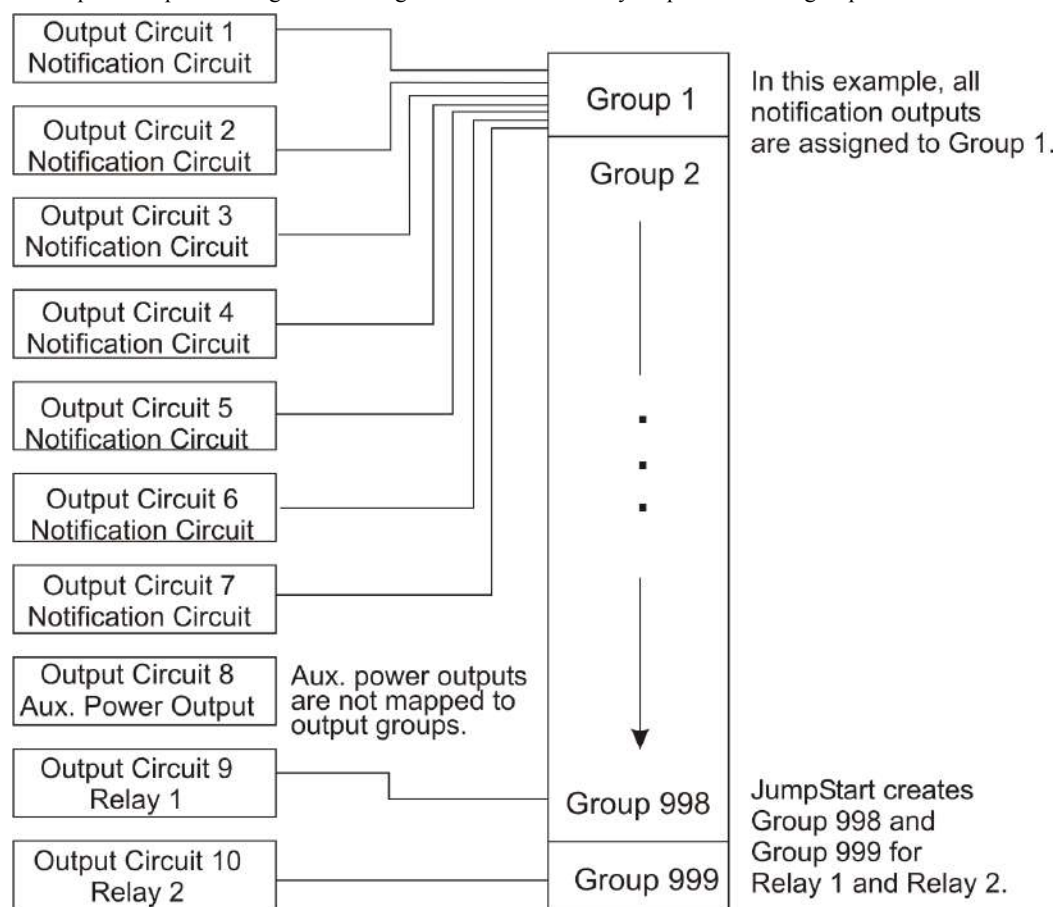 Output Circuit 1
Notification Circuit
Output Circuit 2
Notification Circuit
Output Circuit 3
Notification Circuit
Output Circuit 4
Notification Circuit
Output Circuit 5
Notification Circuit
Output Circuit 6
Notification Circuit
Output Circuit 7
Notification Circuit
Output Circuit 8
Aux. Power Output
Aux. power outputs
are not mapped to
output groups.
Output Circuit 9
Relay 1
Output Circuit 10
Relay 2
Group 1
Group 2
Group 998
Group 999
In this example, all
notification outputs
are assigned to Group 1.
JumpStart creates
Group 998 and
Group 999 for
Relay 1 and Relay 2.